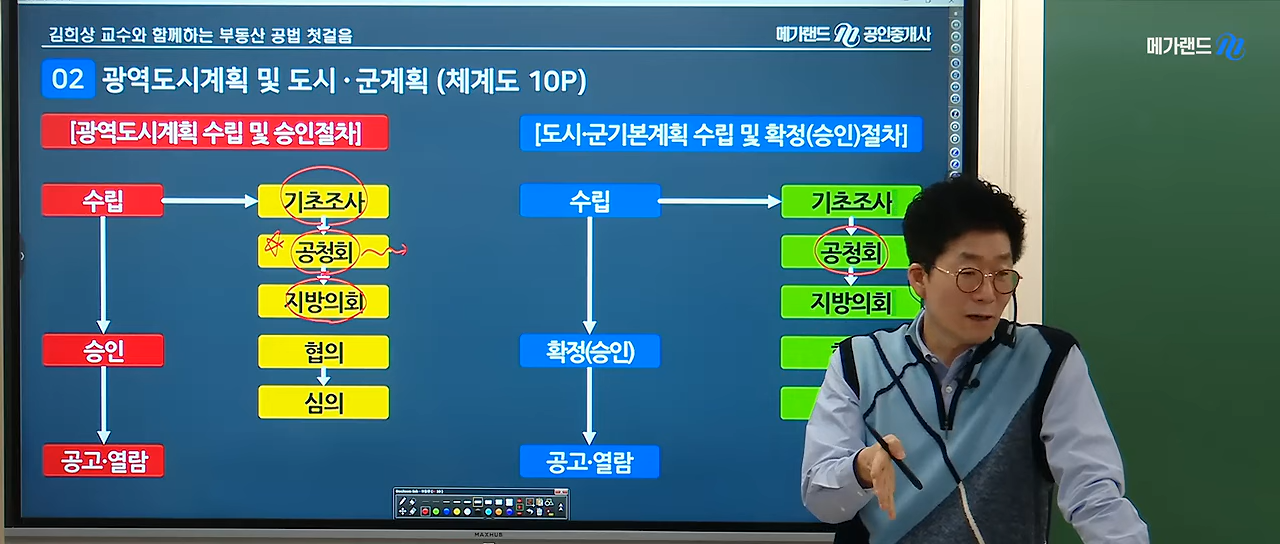 김희상 교수와 함께하는 부동산 공법 첫걸음
메가랜드 공인중개사
메가랜드
02 광역도시계획 및 도시·군계획 (체계도 10P)
[광역도시계획 수립 및 승인절차]
[도시·군기본계획 수립 및 확정(승인)절차]
수립
기초조사
공청회
지방의회
승인
협의
심의
공고·열람
수립
기초조사
공청회
지방의회
확정(승인)
공고·열람
MAXHUB